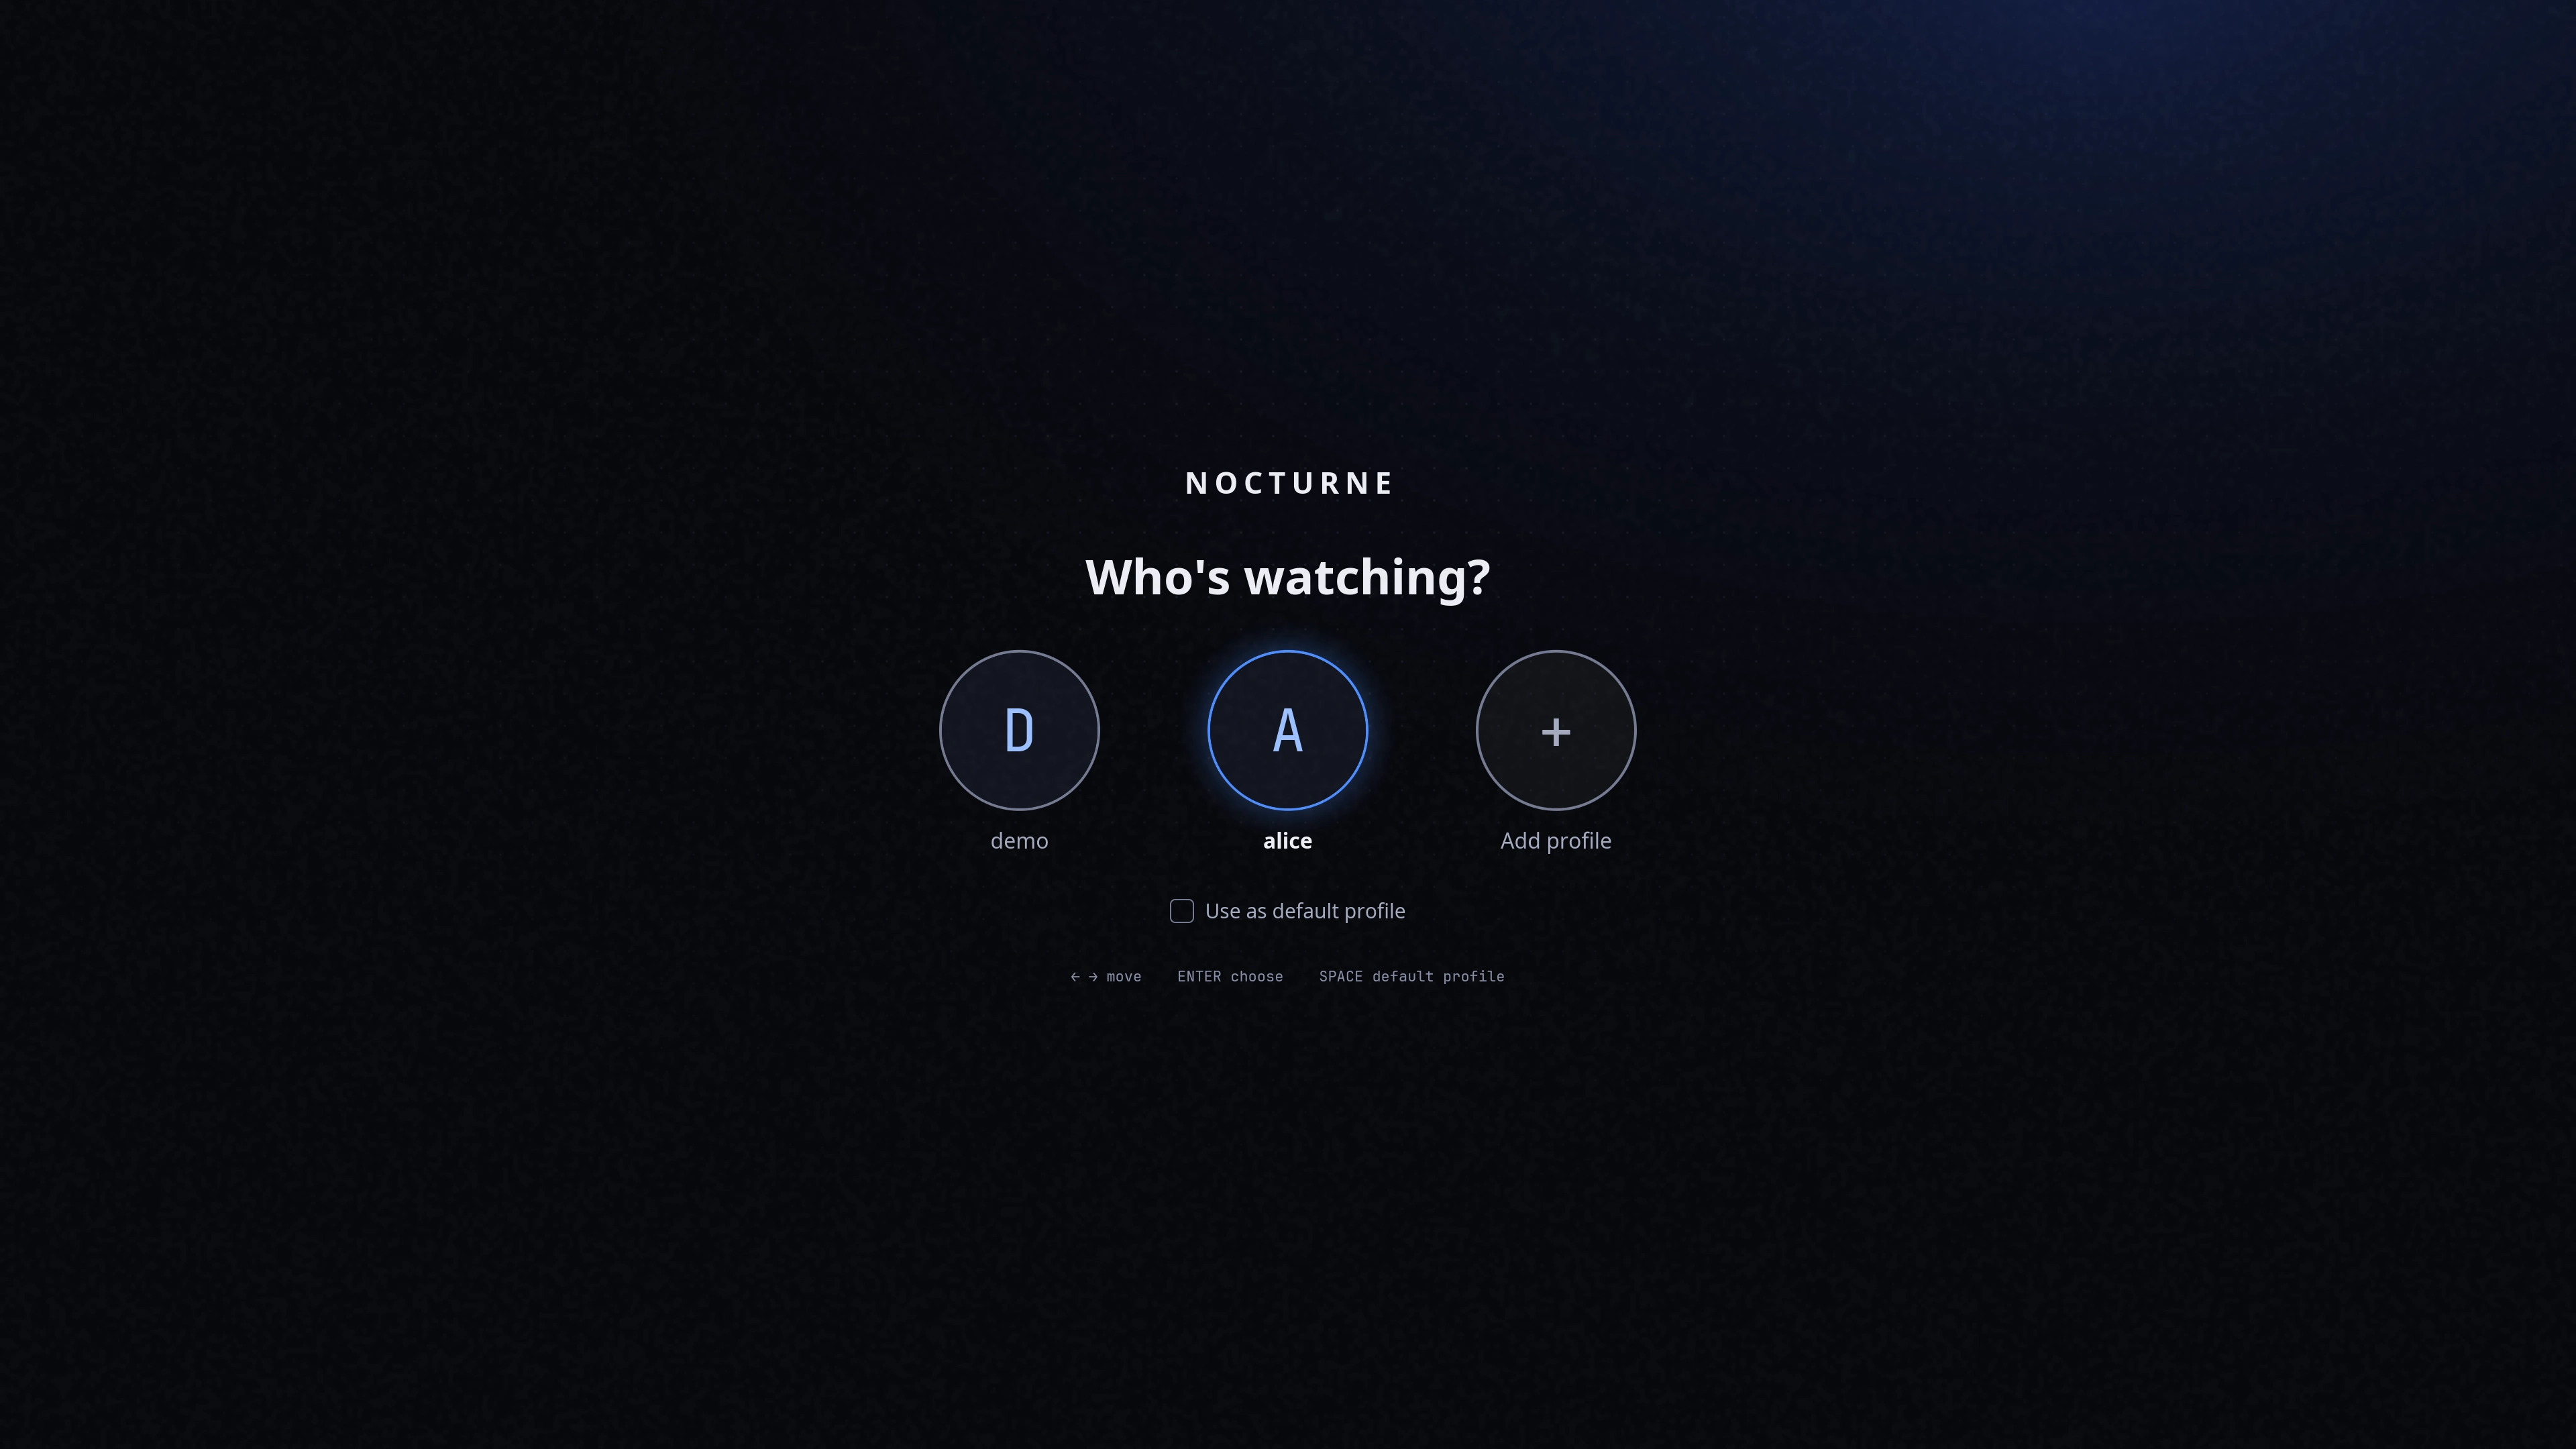 NOCTURNE
Who's watching?
D A +
demo alice Add profile
Use as default profile
← → move ENTER choose SPACE default profile